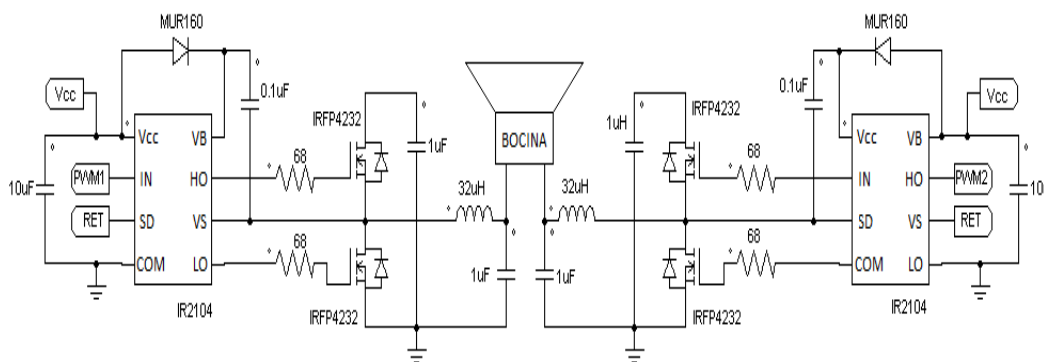 MUR160
MUR160
Vcc
0.1uF
IRFP4232
IRFP4232
0.1uF
Vcc
Vcc
VB
68
1uF
BOCINA
1uH
68
Vcc
VB
10uF
PWM1
IN
HO
32uH
32uH
IN
HO
PWM2
10
RET
SD
VS
68
68
SD
VS
RET
COM
LO
1uF
1uF
COM
LO
IR2104
IRFP4232
IRFP4232
IR2104